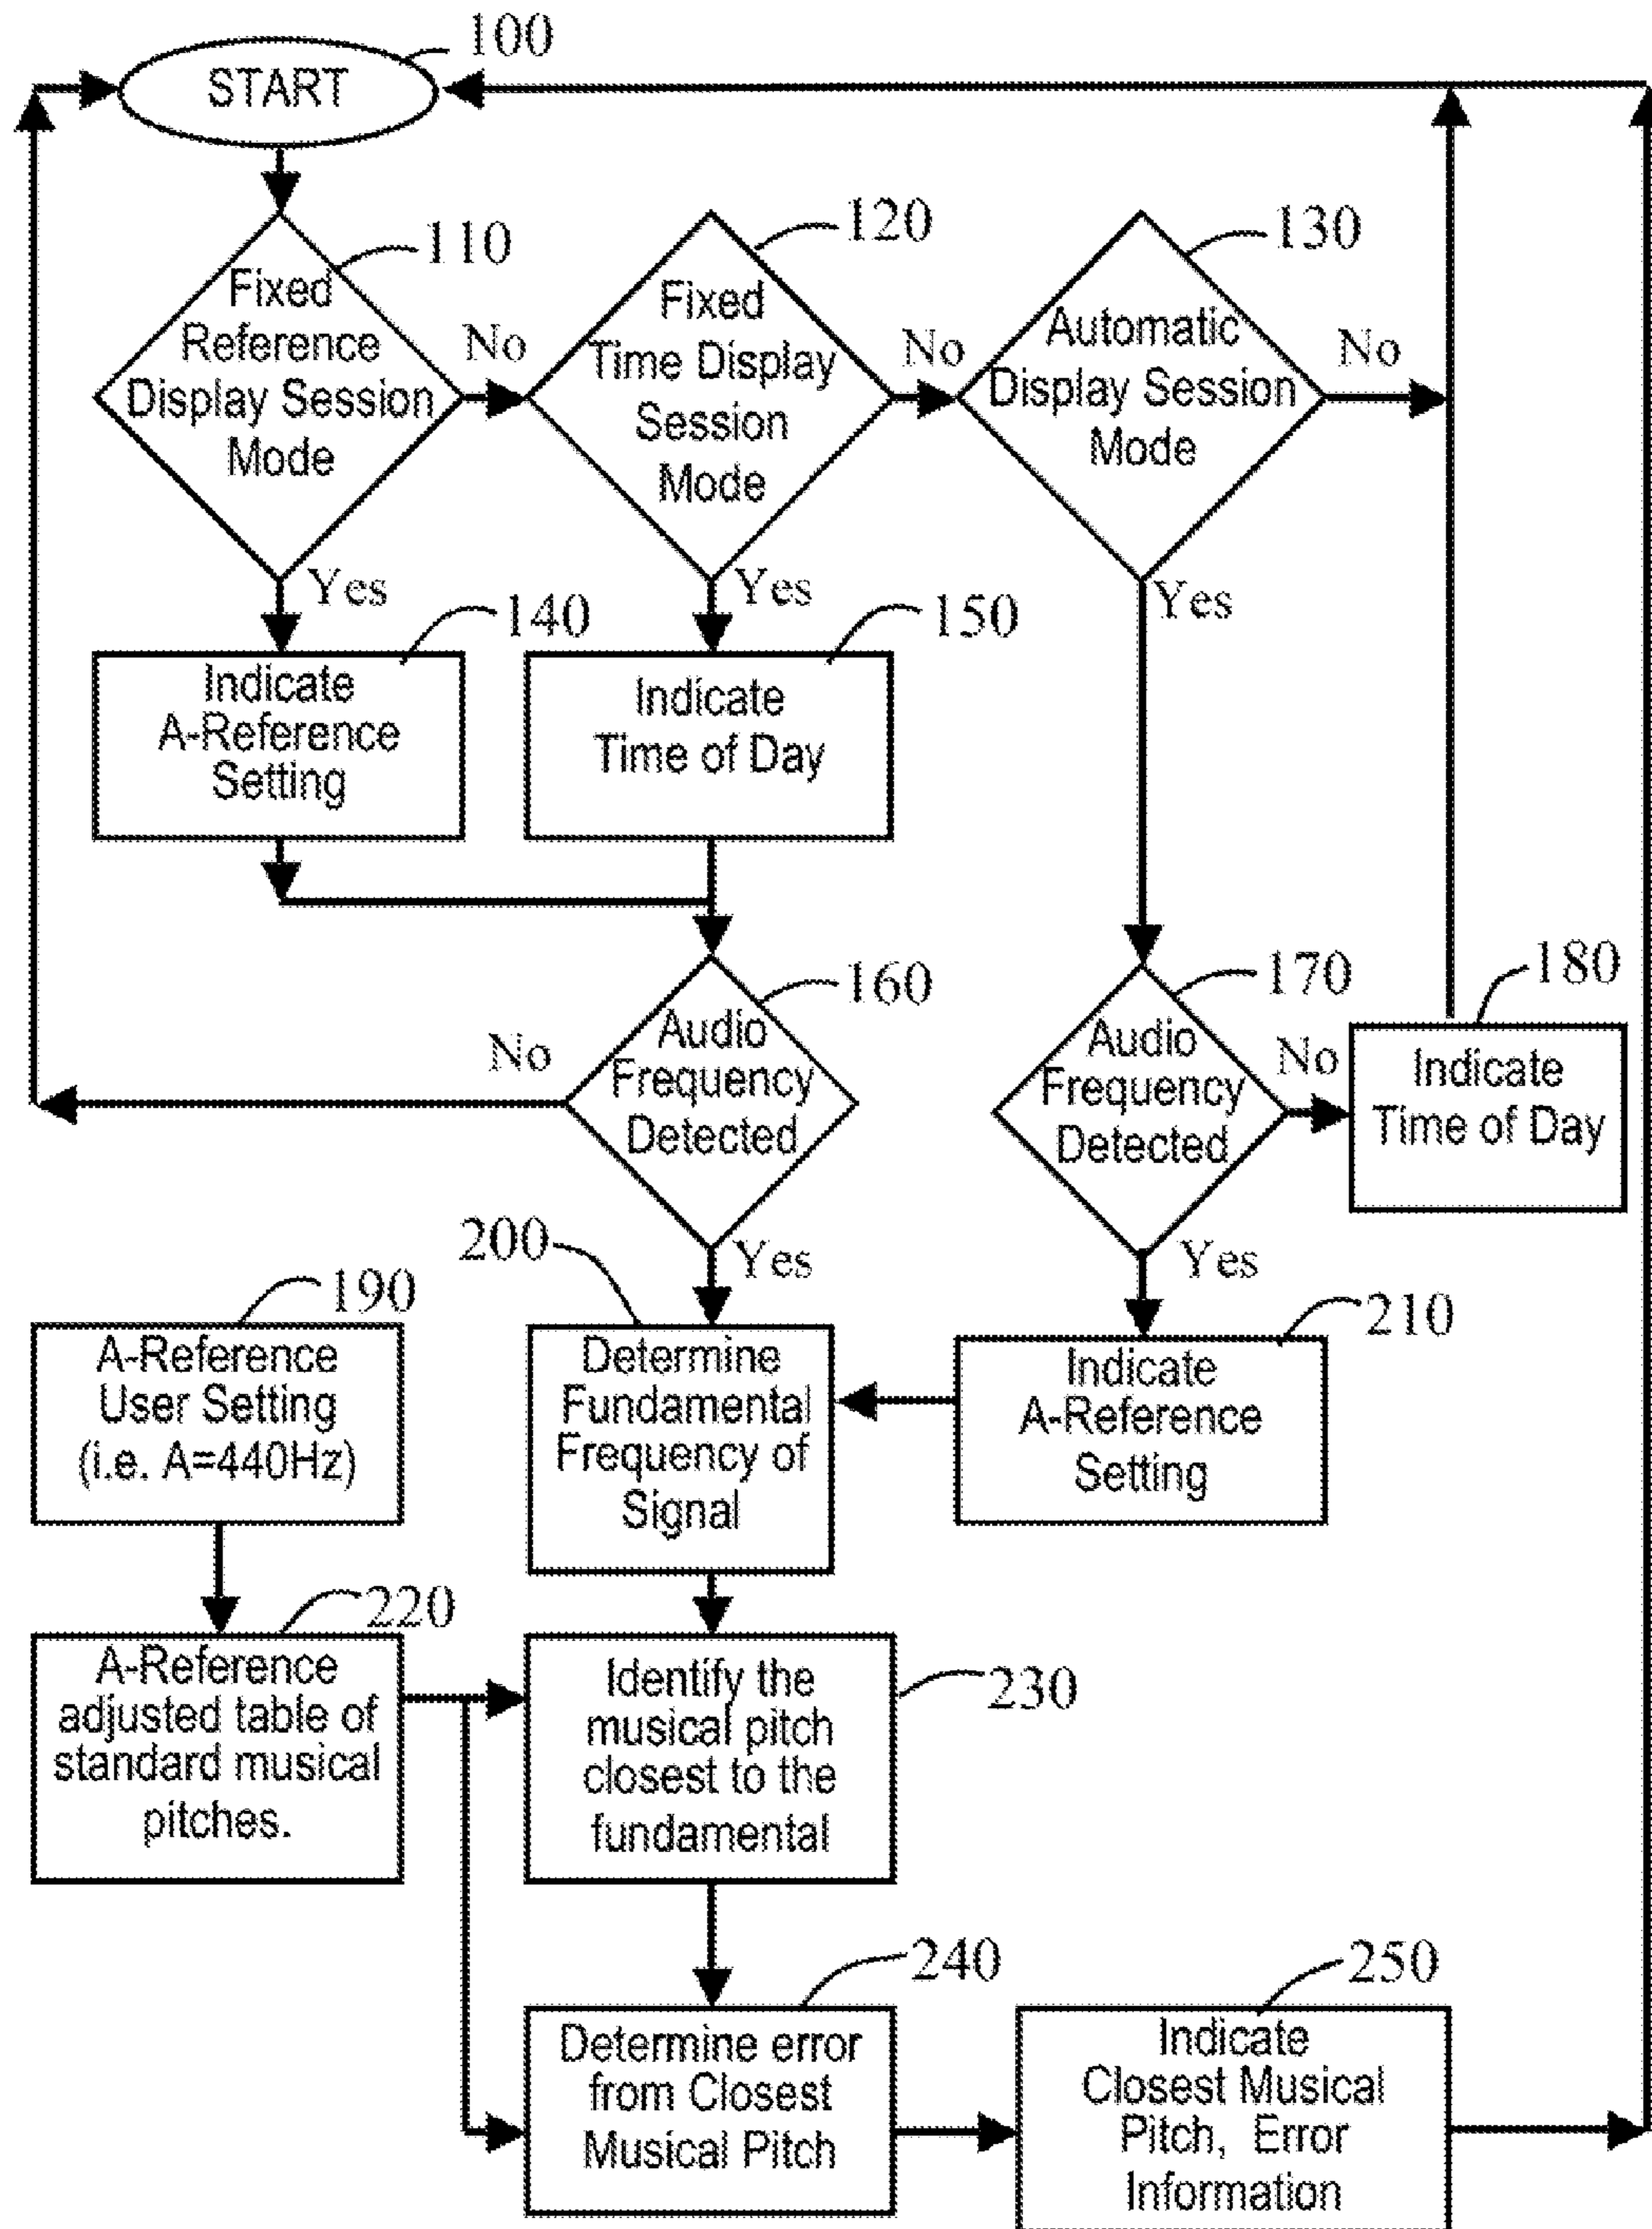 100
START
110
Fixed
Reference
Display Session
Mode
No
Yes
120
Fixed
Time Display
Session
Mode
No
Yes
130
Automatic
Display Session
Mode
No
Yes
140
Indicate
A-Reference
Setting
150
Indicate
Time of Day
160
Audio
Frequency
Detected
No
Yes
170
Audio
Frequency
Detected
No
Yes
180
Indicate
Time of Day
190
A-Reference
User Setting
(i.e. A=440Hz)
200
Determine
Fundamental
Frequency of
Signal
210
Indicate
A-Reference
Setting
220
A-Reference
adjusted table of
standard musical
pitches.
230
Identify the
musical pitch
closest to the
fundamental
240
Determine error
from Closest
Musical Pitch
250
Indicate
Closest Musical
Pitch, Error
Information